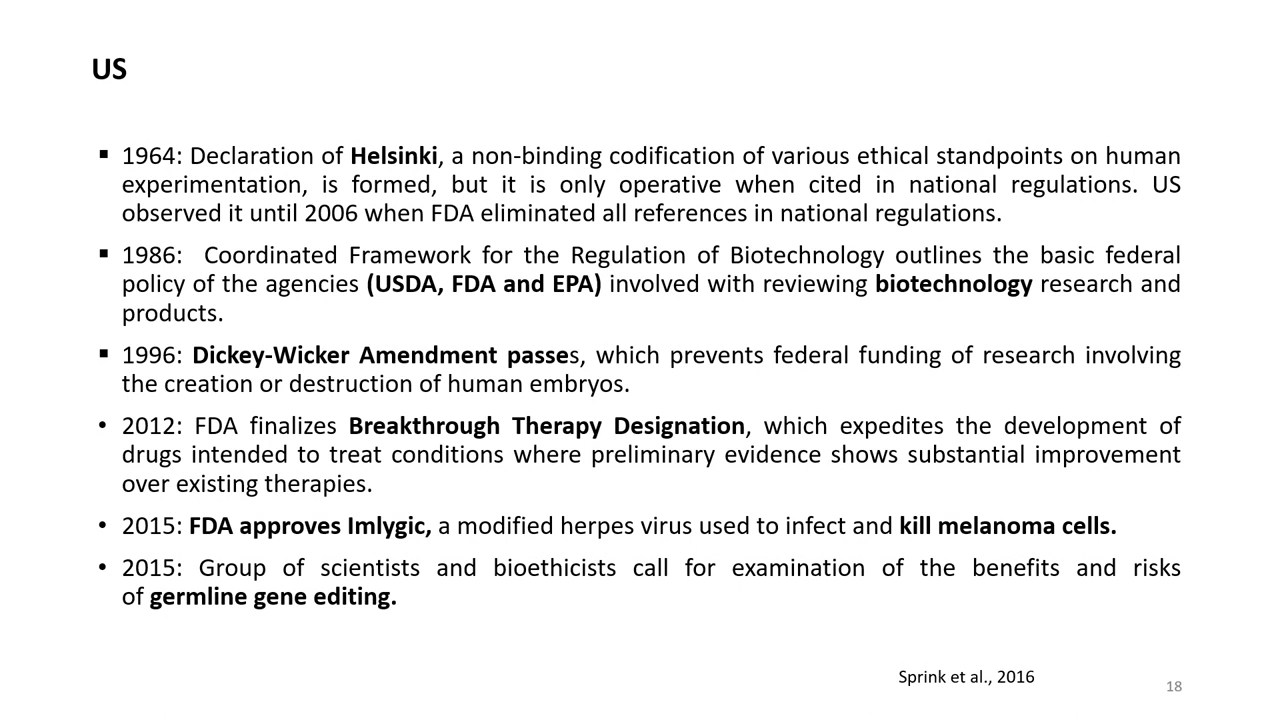 US
▪ 1964: Declaration of Helsinki, a non-binding codification of various ethical standpoints on human
experimentation, is formed, but it is only operative when cited in national regulations. US
observed it until 2006 when FDA eliminated all references in national regulations.
▪ 1986: Coordinated Framework for the Regulation of Biotechnology outlines the basic federal
policy of the agencies (USDA, FDA and EPA) involved with reviewing biotechnology research and
products.
▪ 1996: Dickey-Wicker Amendment passes, which prevents federal funding of research involving
the creation or destruction of human embryos.
• 2012: FDA finalizes Breakthrough Therapy Designation, which expedites the development of
drugs intended to treat conditions where preliminary evidence shows substantial improvement
over existing therapies.
• 2015: FDA approves Imlygic, a modified herpes virus used to infect and kill melanoma cells.
• 2015: Group of scientists and bioethicists call for examination of the benefits and risks
of germline gene editing.
Sprink et al., 2016
18